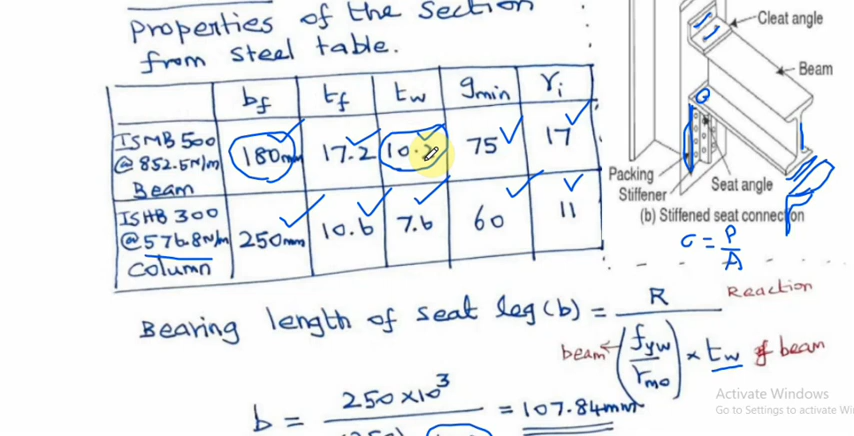 Properties of the section
from steel table.
bf tf tw gmin ri
ISMB 500
@ 852.5N/m
Beam
180mm 17.2 10.2 75 17
ISHB 300
@576.8N/m
Column
250mm 10.6 7.6 60 11
Cleat angle
Beam
Packing
Stiffener
Seat angle
(b) Stiffened seat connection
σ = P
A
Bearing length of seat leg (b) = R
Reaction
beam (fyw
γmo) × tw of beam
b = 250 ×10³
= 107.84mm
Activate Windows
Go to Settings to activate Wi